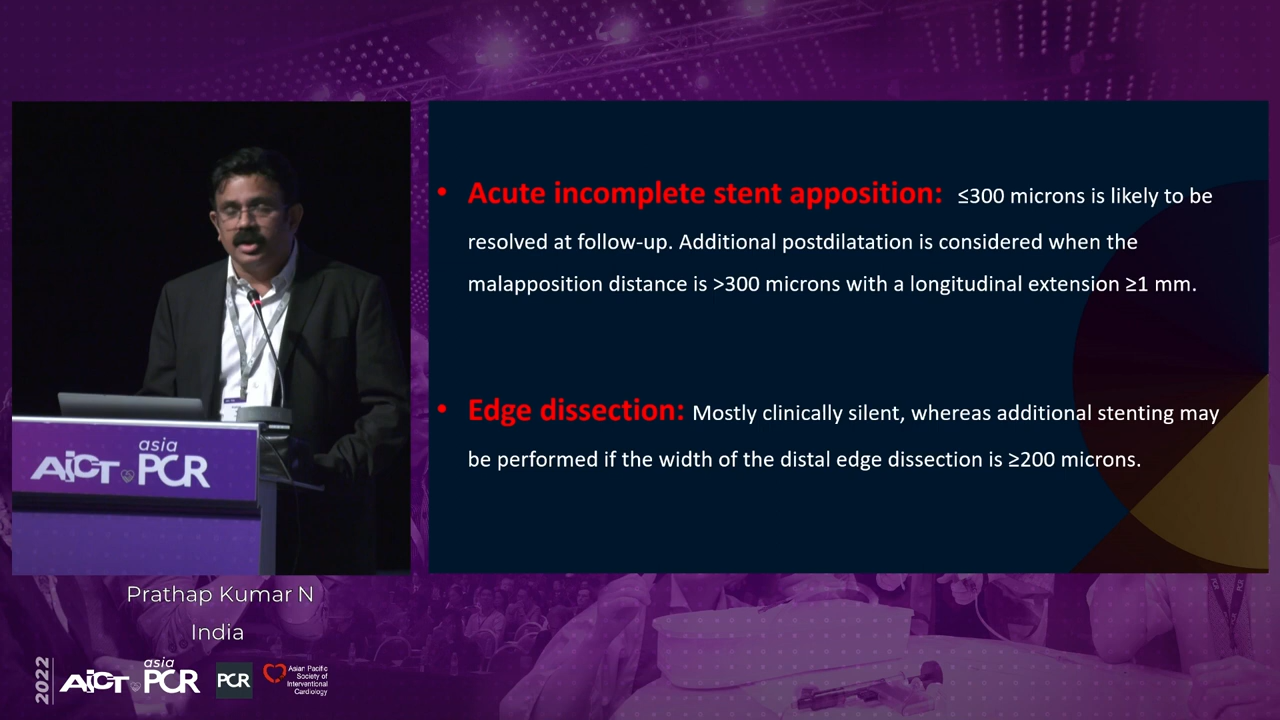 • Acute incomplete stent apposition: ≤300 microns is likely to be
resolved at follow-up. Additional postdilatation is considered when the
malapposition distance is >300 microns with a longitudinal extension ≥1 mm.
• Edge dissection: Mostly clinically silent, whereas additional stenting may
be performed if the width of the distal edge dissection is ≥200 microns.
asia
AICT PCR
Prathap Kumar N
India
2022
asia
AICT PCR
PCR
Asian Pacific
Society of
Interventional
Cardiology